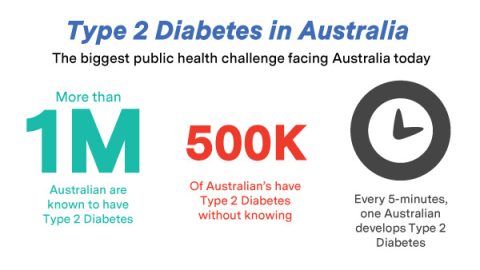 Type 2 Diabetes in Australia
The biggest public health challenge facing Australia today
More than
1M
Australian are
known to have
Type 2 Diabetes
500K
Of Australian's have
Type 2 Diabetes
without knowing
Every 5-minutes,
one Australian
develops Type 2
Diabetes